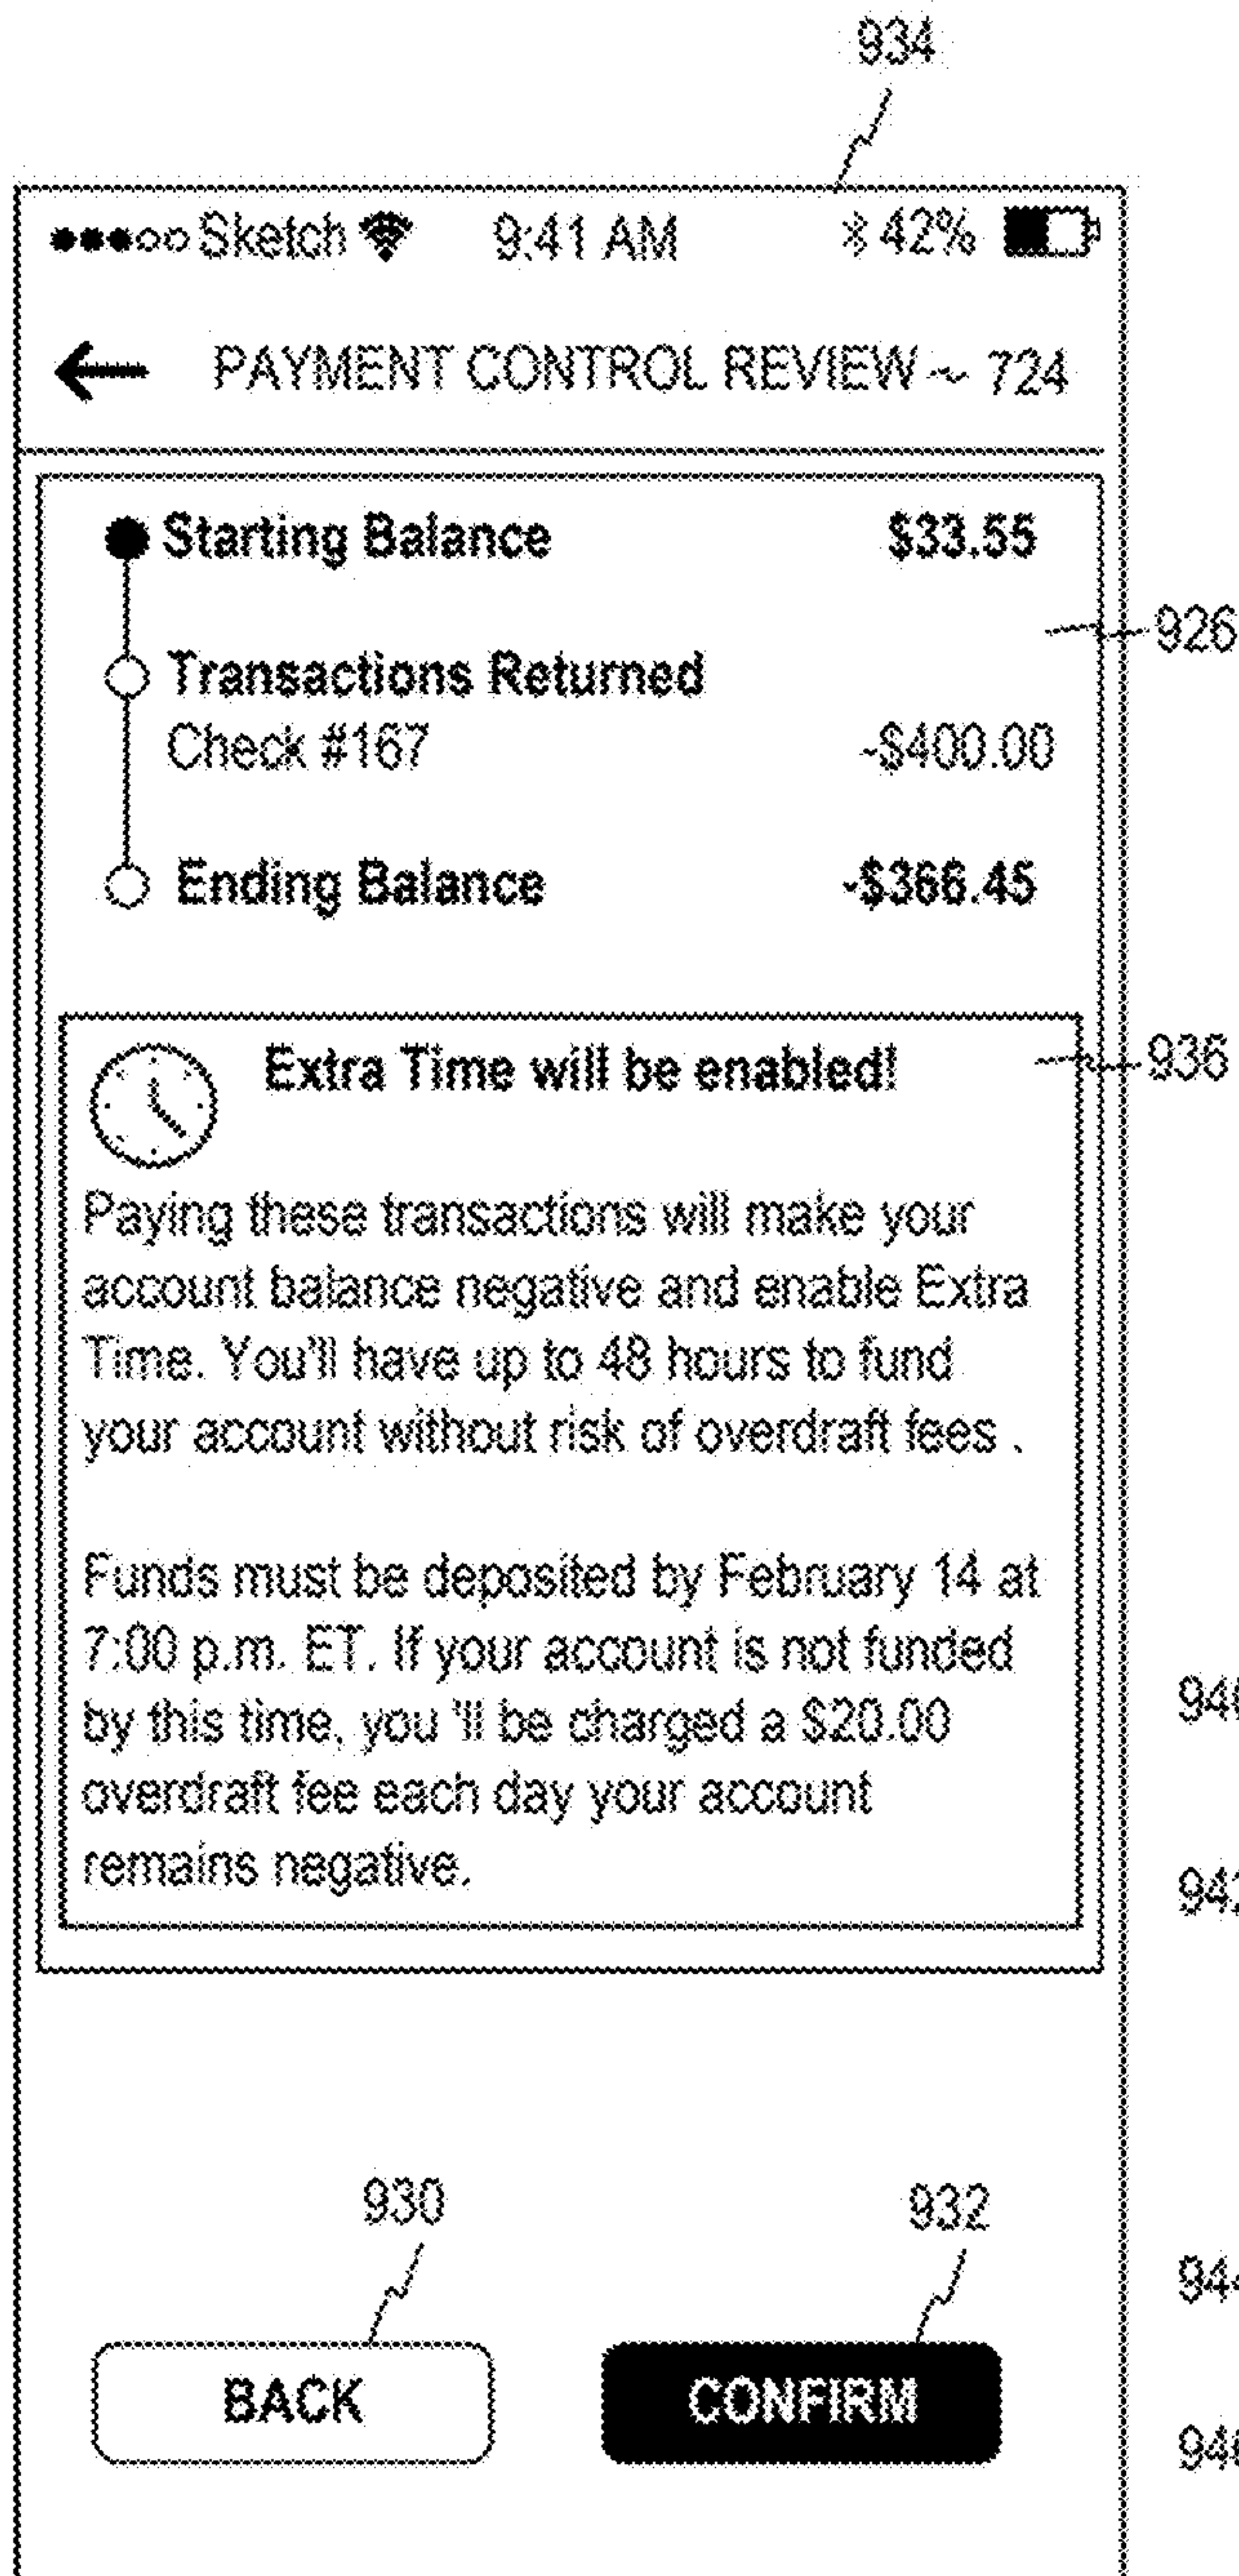 934
Sketch 9:41 AM 42%
← PAYMENT CONTROL REVIEW ~ 724
Starting Balance $33.55
926
Transactions Returned
Check #167 -$400.00
Ending Balance -$366.45
Extra Time will be enabled!
936
Paying these transactions will make your
account balance negative and enable Extra
Time. You'll have up to 48 hours to fund
your account without risk of overdraft fees .
Funds must be deposited by February 14 at
7:00 p.m. ET. If your account is not funded
by this time, you 'll be charged a $20.00
overdraft fee each day your account
remains negative.
930 932
BACK CONFIRM